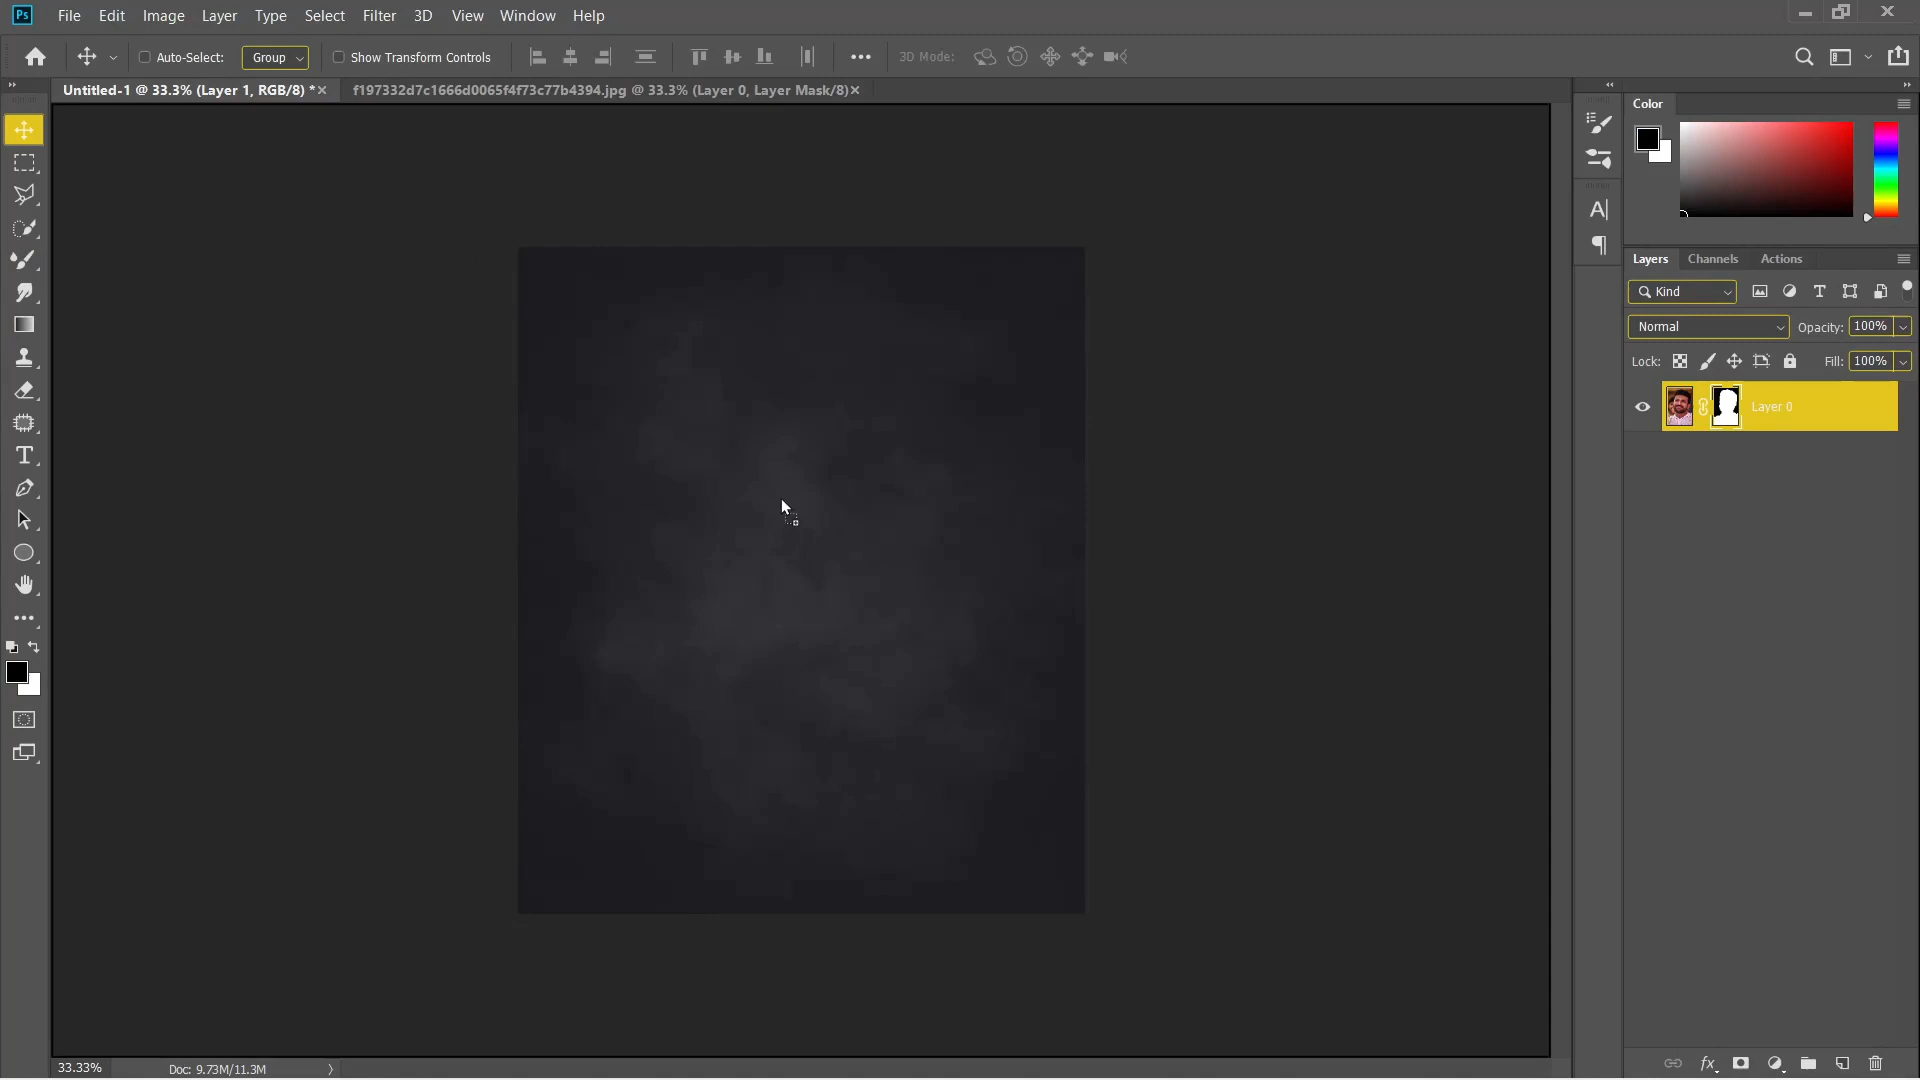 Ps File Edit Image Layer Type Select Filter 3D View Window Help
Auto-Select: Group Show Transform Controls 3D Mode:
Untitled-1 @ 33.3% (Layer 1, RGB/8) * f197332d7c1666d0065f4f73c77b4394.jpg @ 33.3% (Layer 0, Layer Mask/8)
Color
Layers Channels Actions
Kind
Normal Opacity: 100%
Lock: Fill: 100%
Layer 0
33.33% Doc: 9.73M/11.3M